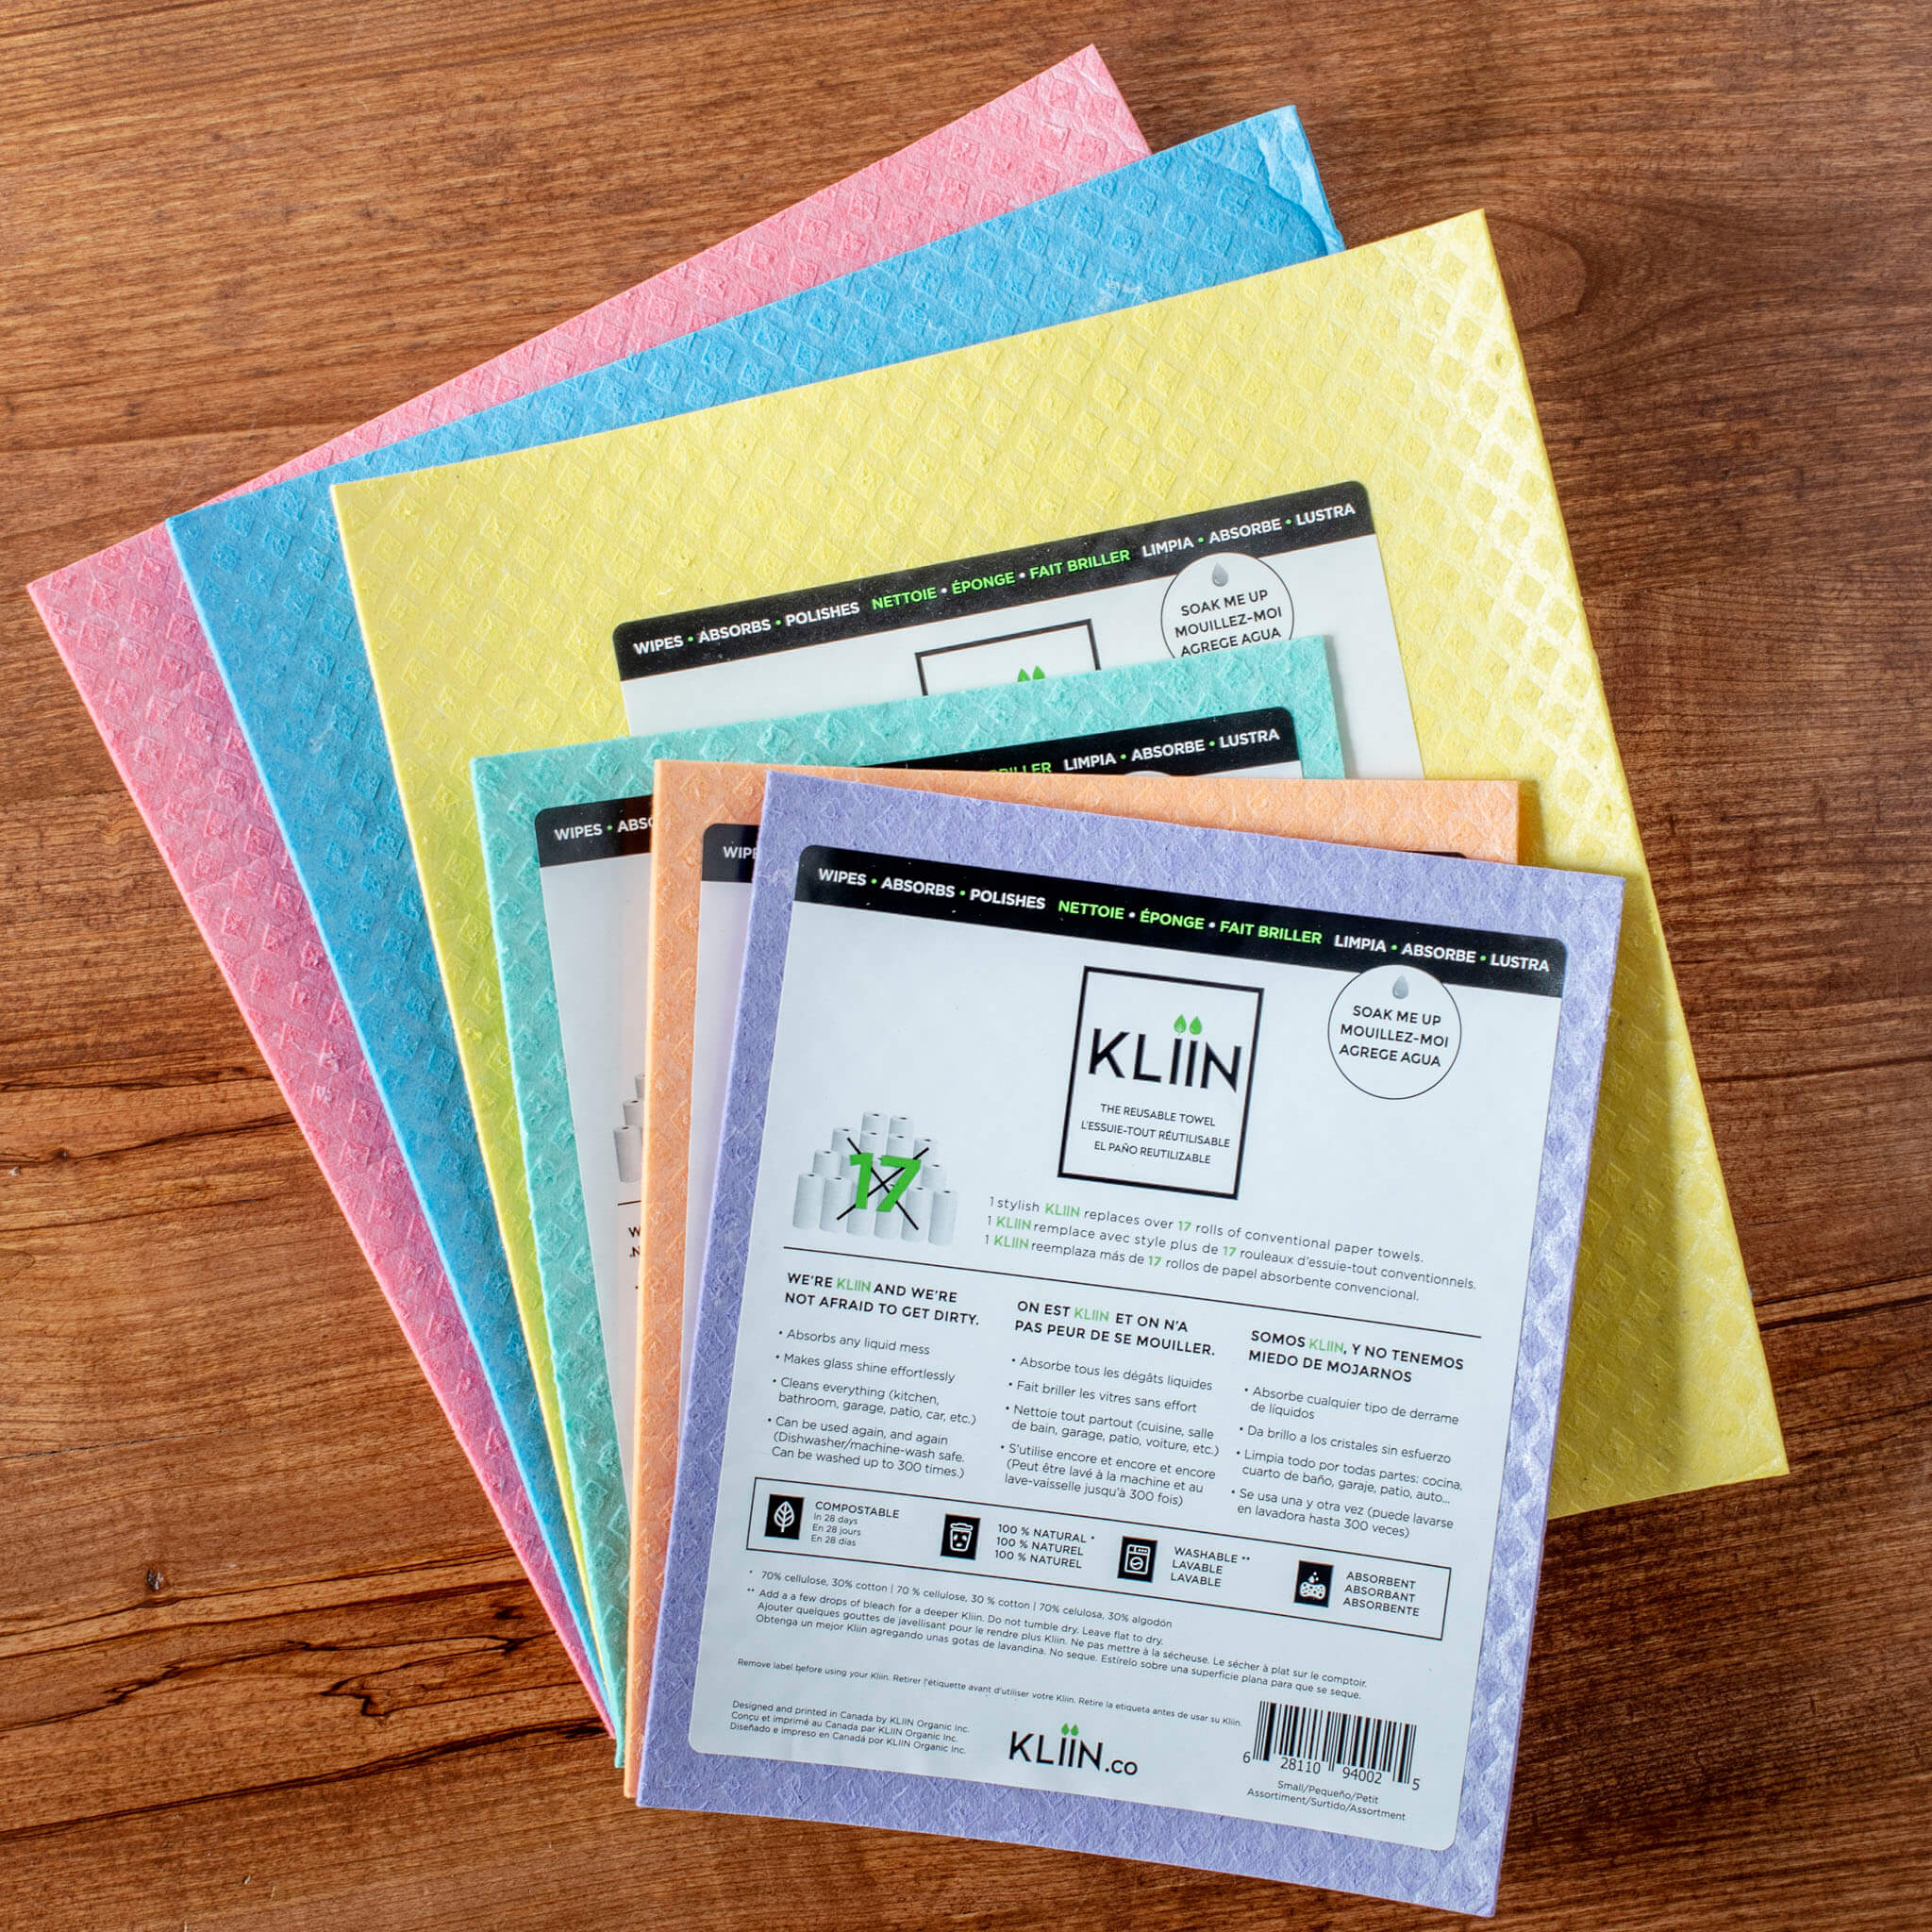 WIPES • ABSORBS • POLISHES NETTOIE • ÉPONGE • FAIT BRILLER LIMPIA • ABSORBE • LUSTRA
SOAK ME UP
MOUILLEZ-MOI
AGREGE AGUA
WIPES • ABSO
BRILLER LIMPIA • ABSORBE • LUSTRA
WIPE
WIPES • ABSORBS • POLISHES NETTOIE • ÉPONGE • FAIT BRILLER LIMPIA • ABSORBE • LUSTRA
SOAK ME UP
MOUILLEZ-MOI
AGREGE AGUA
KLIIN
THE REUSABLE TOWEL
L'ESSUIE-TOUT RÉUTILISABLE
EL PAÑO REUTILIZABLE
17
1 stylish KLIIN replaces over 17 rolls of conventional paper towels.
1 KLIIN remplace avec style plus de 17 rouleaux d'essuie-tout conventionnels.
1 KLIIN reemplaza más de 17 rollos de papel absorbente convencional.
WE'RE KLIIN AND WE'RE
NOT AFRAID TO GET DIRTY.
• Absorbs any liquid mess
• Makes glass shine effortlessly
• Cleans everything (kitchen,
bathroom, garage, patio, car, etc.)
• Can be used again, and again
(Dishwasher/machine-wash safe.
Can be washed up to 300 times.)
ON EST KLIIN ET ON N'A
PAS PEUR DE SE MOUILLER.
• Absorbe tous les dégâts liquides
• Fait briller les vitres sans effort
• Nettoie tout partout (cuisine, salle
de bain, garage, patio, voiture, etc.)
• S'utilise encore et encore et encore
(Peut être lavé à la machine et au
lave-vaisselle jusqu'à 300 fois)
SOMOS KLIIN, Y NO TENEMOS
MIEDO DE MOJARNOS
• Absorbe cualquier tipo de derrame
de líquidos
• Da brillo a los cristales sin esfuerzo
• Limpia todo por todas partes: cocina,
cuarto de baño, garaje, patio, auto...
• Se usa una y otra vez (puede lavarse
en lavadora hasta 300 veces)
COMPOSTABLE
In 28 days
En 28 jours
En 28 dias
100 % NATURAL *
100 % NATUREL
100 % NATUREL
WASHABLE **
LAVABLE
LAVABLE
ABSORBENT
ABSORBANT
ABSORBENTE
* 70% cellulose, 30% cotton | 70 % cellulose, 30 % cotton | 70% celulosa, 30% algodón
** Add a a few drops of bleach for a deeper Kliin. Do not tumble dry. Leave flat to dry.
Ajouter quelques gouttes de javellisant pour le rendre plus Kliin. Ne pas mettre à la sécheuse. Le sécher à plat sur le comptoir.
Obtenga un mejor Kliin agregando unas gotas de lavandina. No seque. Estírelo sobre una superficie plana para que se seque.
Remove label before using your Kliin. Retirer l'étiquette avant d'utiliser votre Kliin. Retire la etiqueta antes de usar su Kliin.
Designed and printed in Canada by KLIIN Organic Inc.
Conçu et imprimé au Canada par KLIIN Organic Inc.
Diseñado e impreso en Canadá por KLIIN Organic Inc.
KLIIN.co
6 28110 94002 5
Small/Pequeño/Petit
Assortiment/Surtido/Assortment